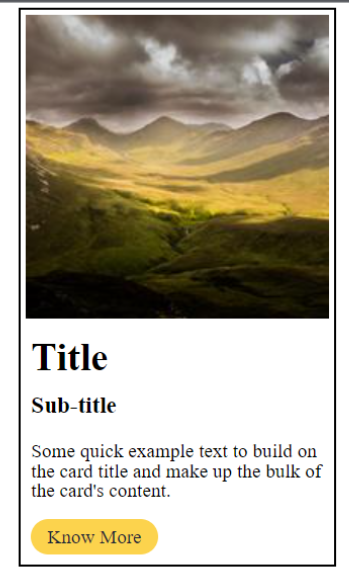 Title
Sub-title
Some quick example text to build on
the card title and make up the bulk of
the card's content.
Know More